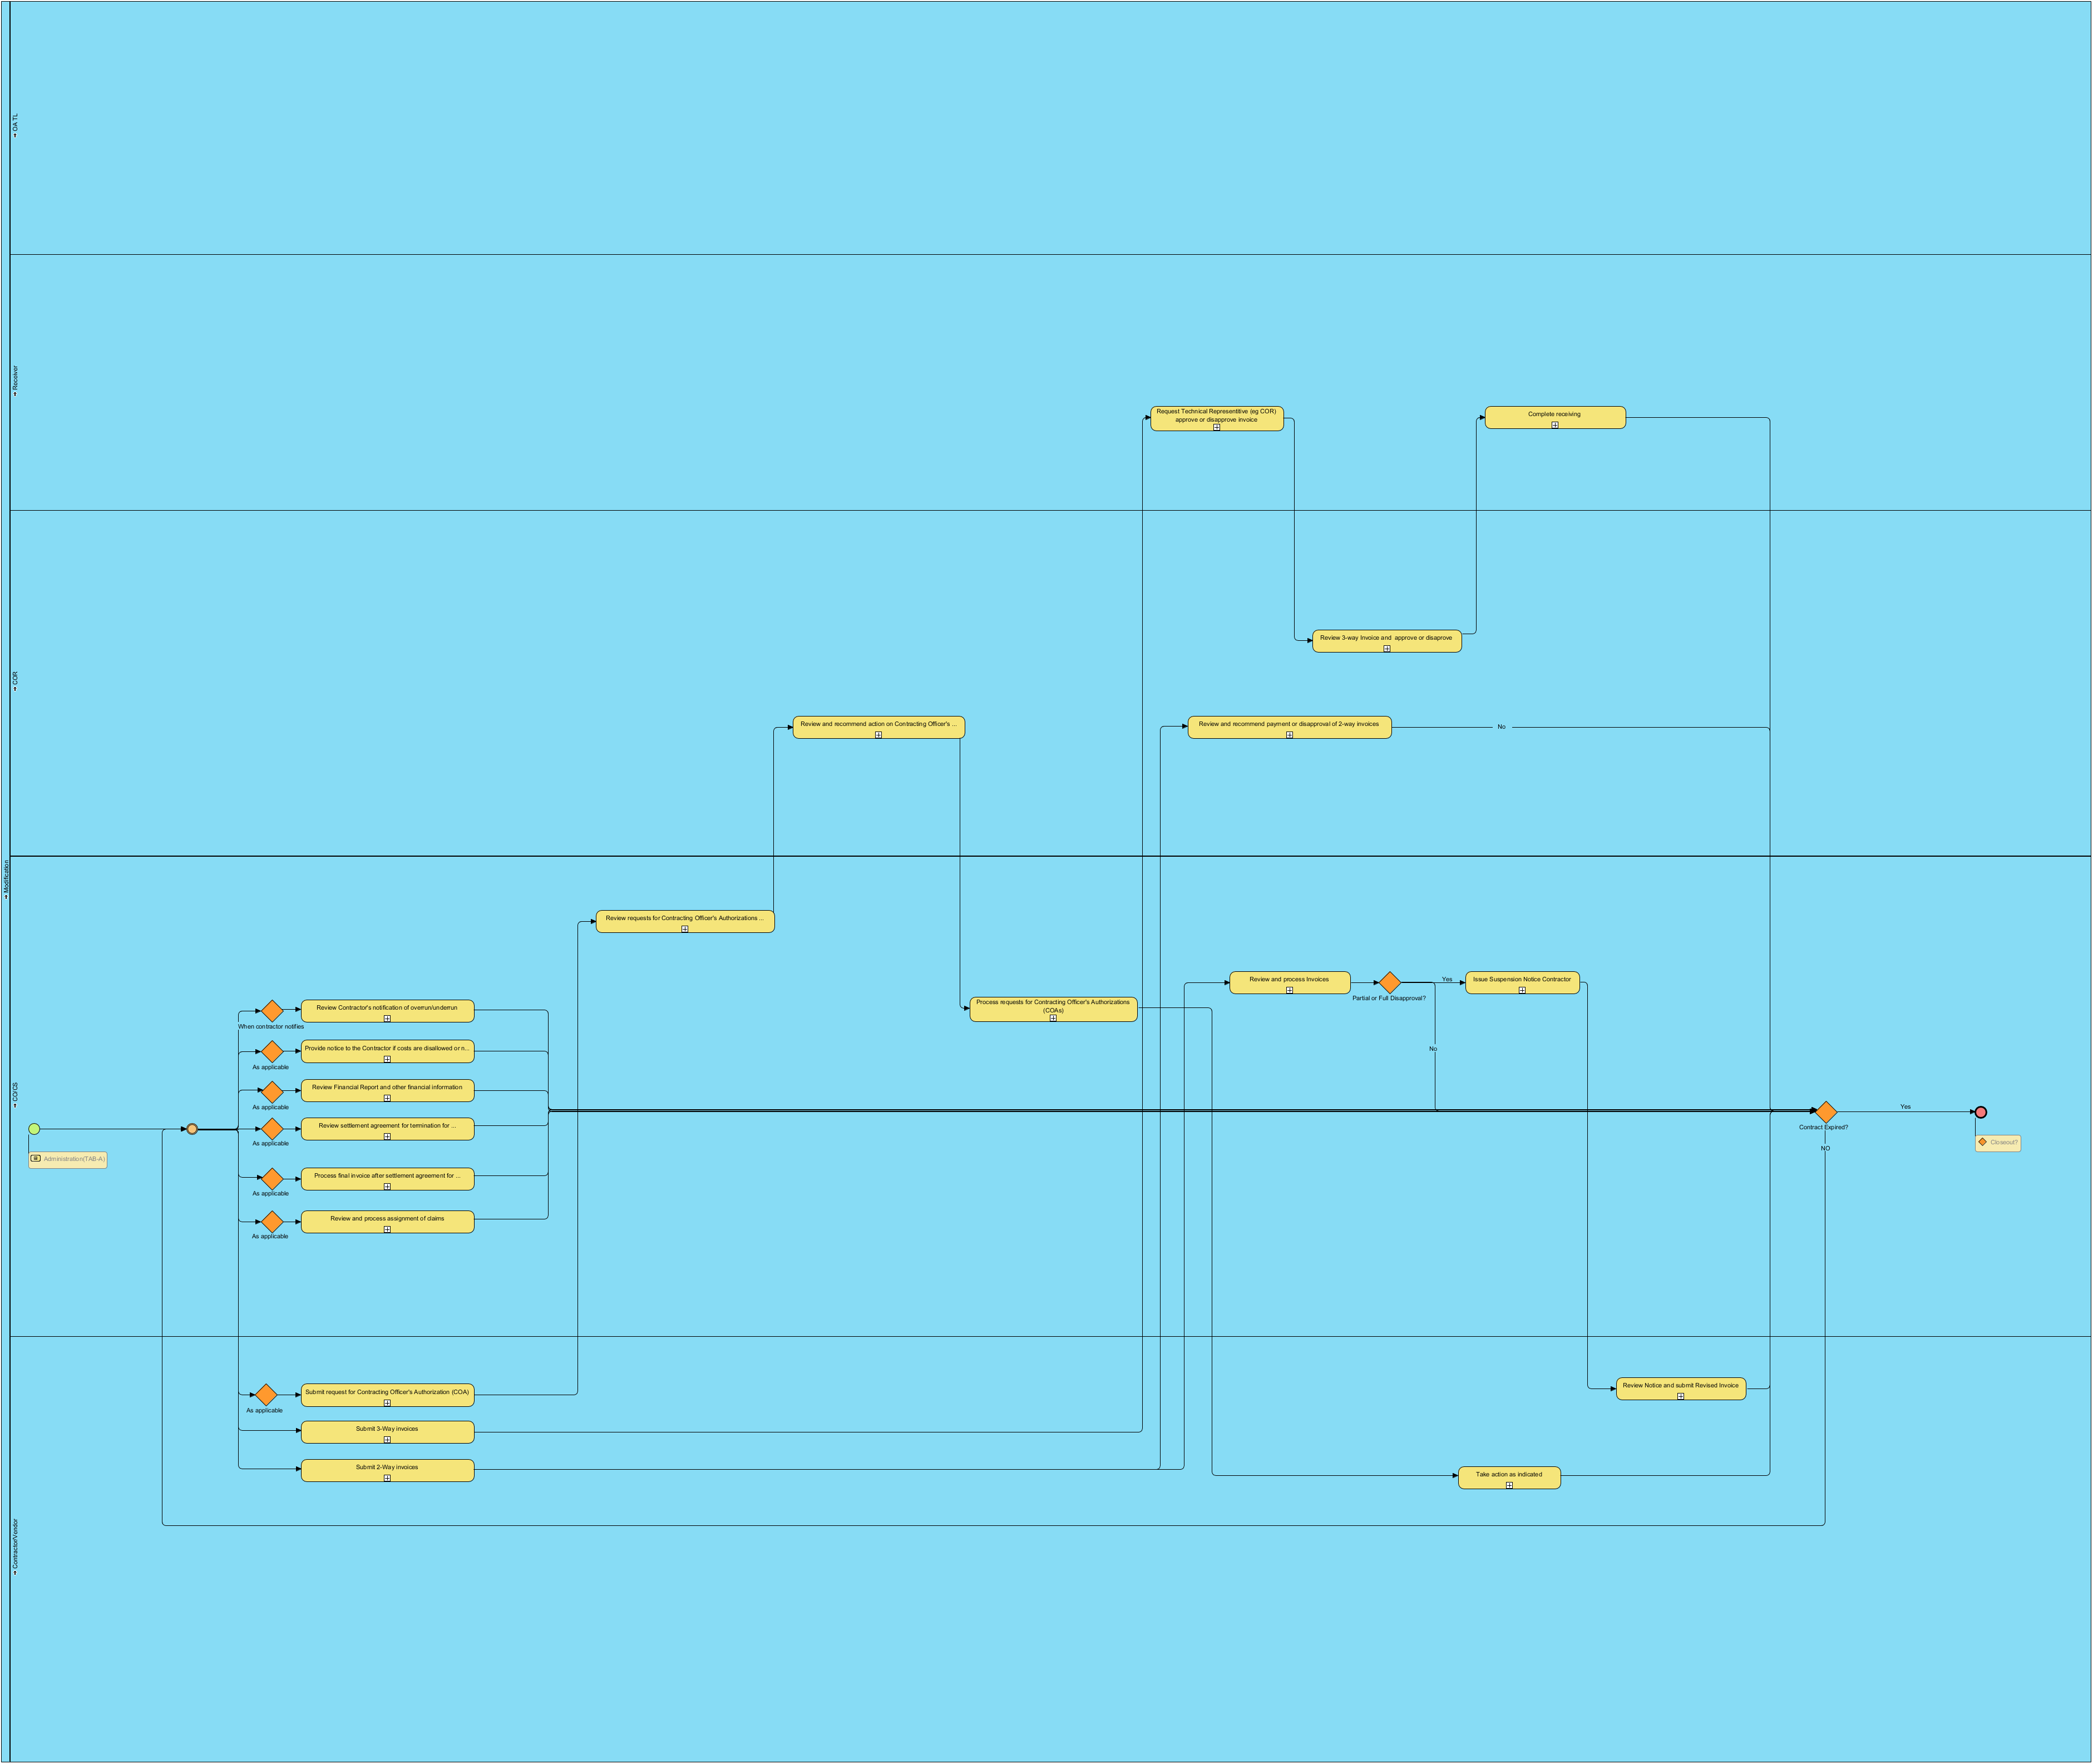 OA TL
Receiver
Request Technical Representitive (eg COR)
approve or disapprove invoice
Complete receiving
COR
Review 3-way Invoice and approve or disaprove
Review and recommend action on Contracting Officer's ...
Review and recommend payment or disapproval of 2-way invoices
No
Modification
CO/CS
Review requests for Contracting Officer's Authorizations ...
Review and process Invoices
Partial or Full Disapproval?
Yes
Issue Suspension Notice Contractor
No
Process requests for Contracting Officer's Authorizations
(COAs)
Review Contractor's notification of overrun/underrun
When contractor notifies
Provide notice to the Contractor if costs are disallowed or n...
As applicable
Review Financial Report and other financial information
As applicable
Review settlement agreement for termination for ...
As applicable
Process final invoice after settlement agreement for ...
As applicable
Review and process assignment of claims
As applicable
Administration(TAB-A)
Contract Expired?
Yes
NO
Closeout?
Contractor/Vendor
Submit request for Contracting Officer's Authorization (COA)
As applicable
Submit 3-Way invoices
Submit 2-Way invoices
Review Notice and submit Revised Invoice
Take action as indicated